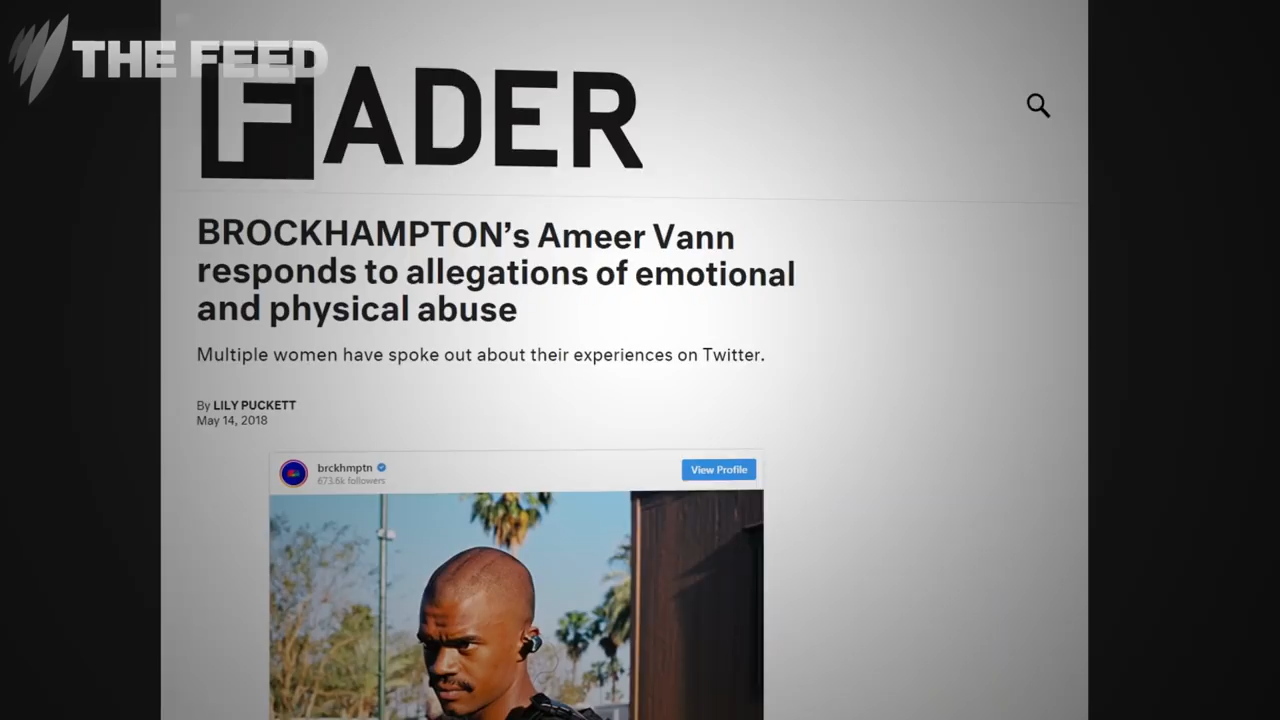 THE FEED
FADER
BROCKHAMPTON's Ameer Vann
responds to allegations of emotional
and physical abuse
Multiple women have spoke out about their experiences on Twitter.
By LILY PUCKETT
May 14, 2018
brckhmptn
673.6k followers
View Profile